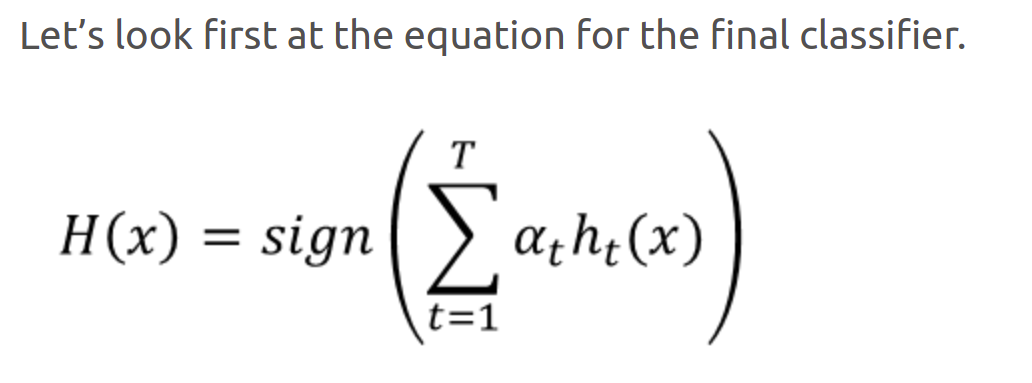 Let’s look first at the equation for the final classifier.
H(x) = sign(∑_{t=1}^{T} α_t h_t(x))